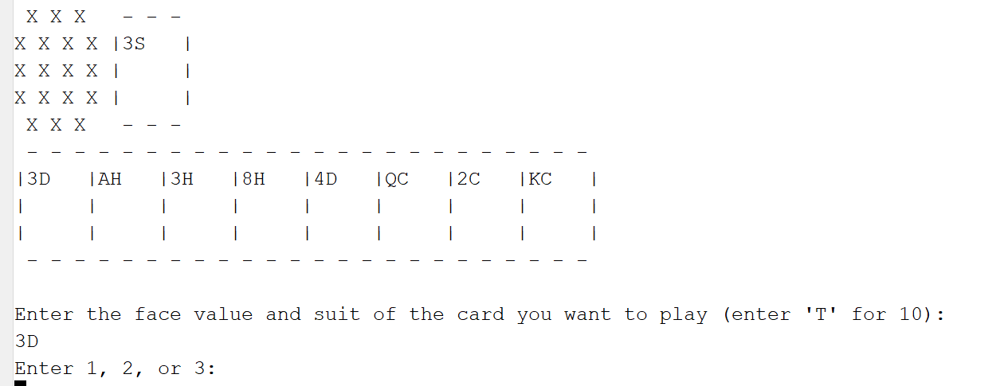 X X X   - - -
X X X X |3S   |
X X X X |     |
X X X X |     |
 X X X   - - -
 - - - - - - - - - - - - - - - - - - - - - - - -
|3D   |AH   |3H   |8H   |4D   |QC   |2C   |KC   |
|     |     |     |     |     |     |     |     |
|     |     |     |     |     |     |     |     |
 - - - - - - - - - - - - - - - - - - - - - - - -
Enter the face value and suit of the card you want to play (enter 'T' for 10):
3D
Enter 1, 2, or 3: